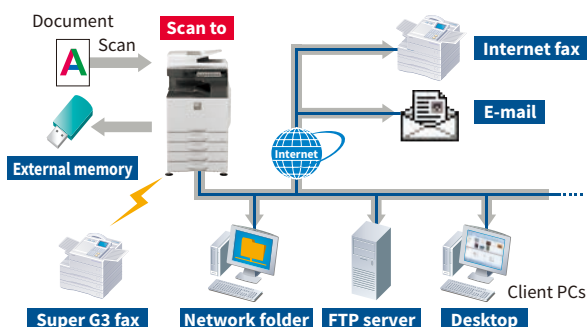 Document
Scan to
A
Scan
Internet fax
E-mail
Internet
External memory
Client PCs
Super G3 fax
Network folder
FTP server
Desktop